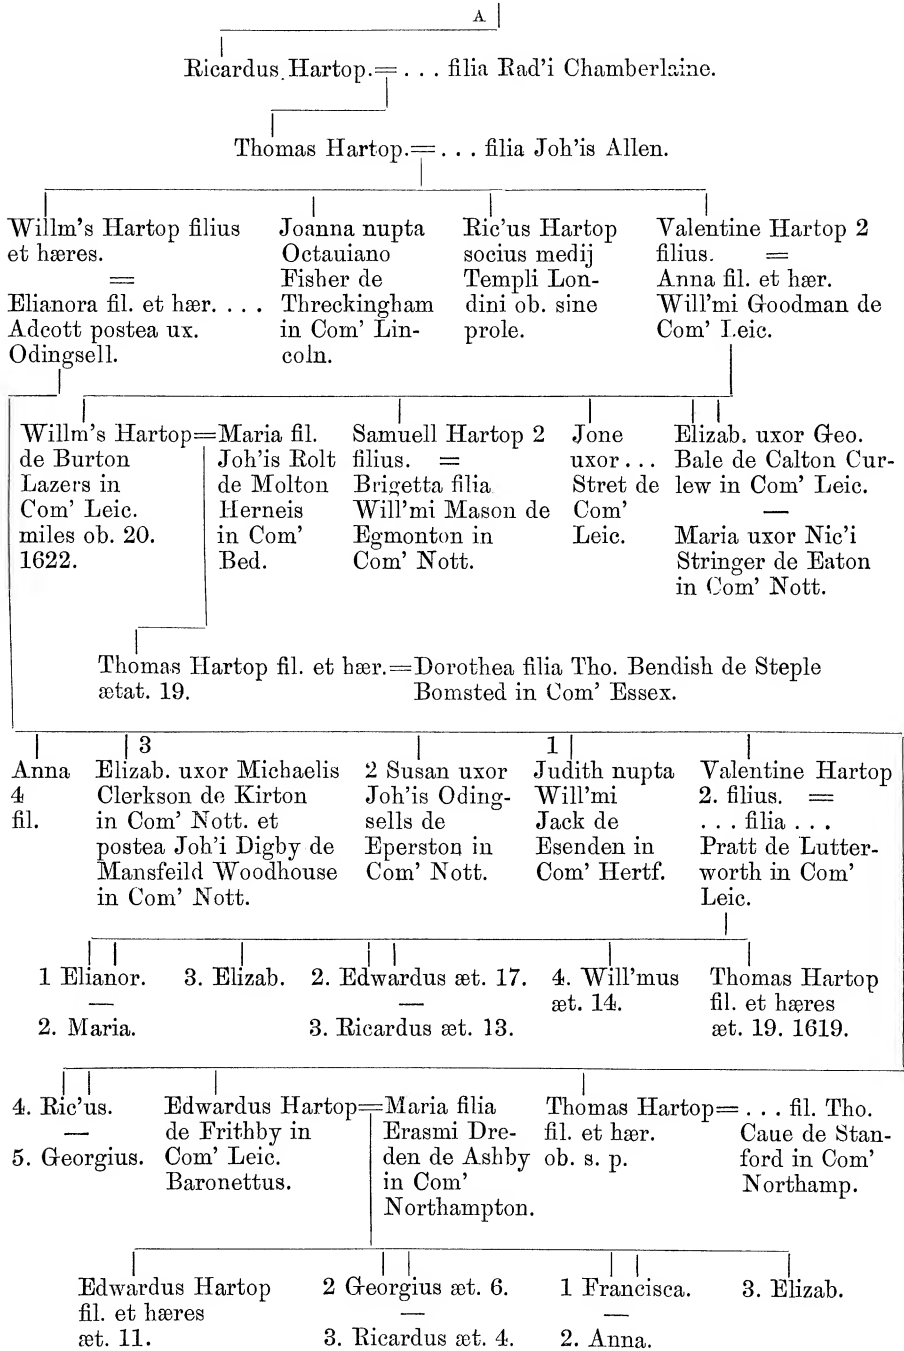 A
Ricardus Hartop.=... filia Rad'i Chamberlaine.
Thomas Hartop.=... filia Joh'is Allen.
Willm's Hartop filius
et hæres.
=
Elianora fil. et hær. ....
Adcott postea ux.
Odingsell.
Joanna nupta
Octauiano
Fisher de
Threckingham
in Com' Lin-
coln.
Ric'us Hartop
socius medij
Templi Lon-
dini ob. sine
prole.
Valentine Hartop 2
filius. =
Anna fil. et hær.
Will'mi Goodman de
Com' Leic.
Willm's Hartop=
de Burton
Lazers in
Com' Leic.
miles ob. 20.
1622.
Maria fil.
Joh'is Rolt
de Molton
Herneis
in Com'
Bed.
Samuell Hartop 2
filius. =
Brigetta filia
Will'mi Mason de
Egmonton in
Com' Nott.
Jone
uxor ...
Stret de
Com'
Leic.
Elizab. uxor Geo.
Bale de Calton Cur-
lew in Com' Leic.
—
Maria uxor Nic'i
Stringer de Eaton
in Com' Nott.
Thomas Hartop fil. et hær.=Dorothea filia Tho. Bendish de Steple
ætat. 19.
Bomsted in Com' Essex.
Anna
4
fil.
3
Elizab. uxor Michaelis
Clerkson de Kirton
in Com' Nott. et
postea Joh'i Digby de
Mansfeild Woodhouse
in Com' Nott.
2 Susan uxor
Joh'is Oding-
sells de
Eperston in
Com' Nott.
1
Judith nupta
Will'mi
Jack de
Esenden in
Com' Hertf.
Valentine Hartop
2. filius. =
... filia ...
Pratt de Lutter-
worth in Com'
Leic.
1 Elianor.
—
2. Maria.
3. Elizab.
2. Edwardus æt. 17.
—
3. Ricardus æt. 13.
4. Will'mus
æt. 14.
Thomas Hartop
fil. et hæres
æt. 19. 1619.
4. Ric'us.
—
5. Georgius.
Edwardus Hartop=
de Frithby in
Com' Leic.
Baronettus.
Maria filia
Erasmi Dre-
den de Ashby
in Com'
Northampton.
Thomas Hartop=
fil. et hær.
ob. s. p.
... fil. Tho.
Caue de Stan-
ford in Com'
Northamp.
Edwardus Hartop
fil. et hæres
æt. 11.
2 Georgius æt. 6.
—
3. Ricardus æt. 4.
1 Francisca.
—
2. Anna.
3. Elizab.